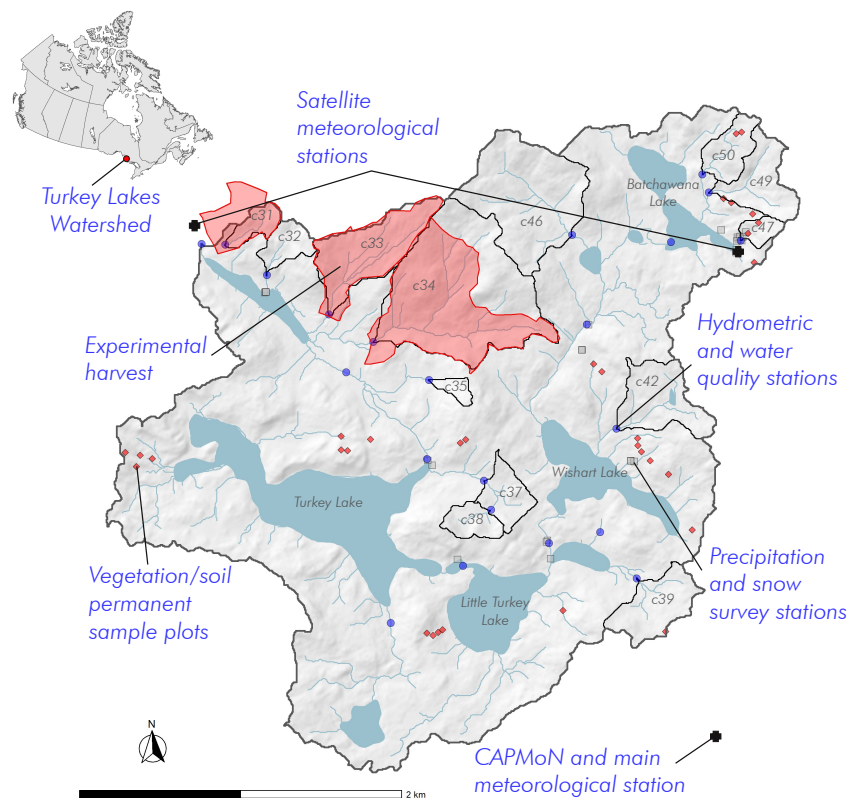 Satellite
meteorological
stations
Turkey Lakes
Watershed
c50
Batchawana
Lake
c49
c31
c46
c47
c32
c33
c34
Experimental
harvest
Hydrometric
and water
quality stations
c35
c42
Wishart Lake
Turkey Lake
c37
c38
Vegetation/soil
permanent
sample plots
Precipitation
and snow
survey stations
Little Turkey
Lake
c39
N
CAPMoN and main
meteorological station
2 km